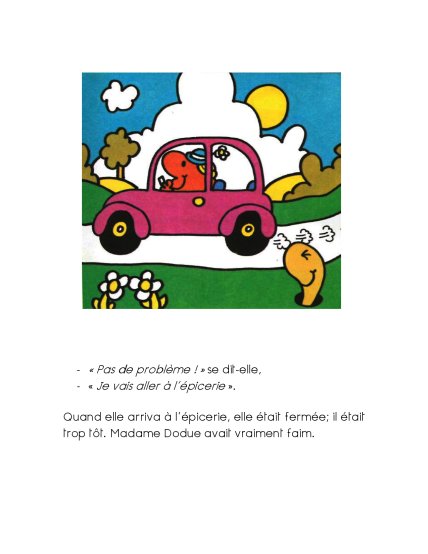 - « Pas de problème ! » se dit-elle,
- « Je vais aller à l'épicerie ».
Quand elle arriva à l'épicerie, elle était fermée; il était
trop tôt. Madame Dodue avait vraiment faim.